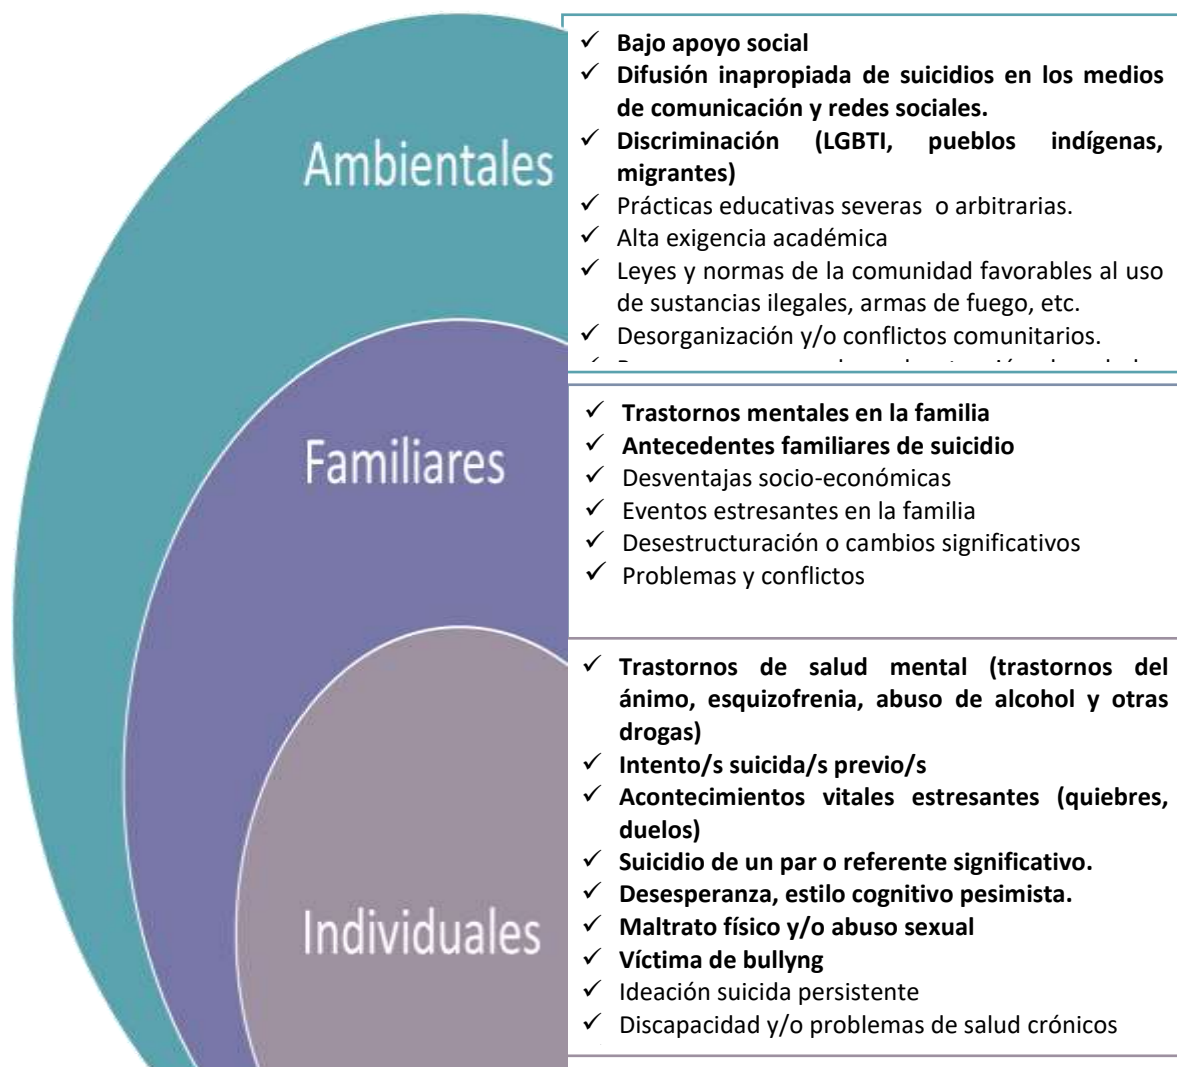 Ambientales
✓ Bajo apoyo social
✓ Difusión inapropiada de suicidios en los medios
de comunicación y redes sociales.
✓ Discriminación (LGBTI, pueblos indígenas,
migrantes)
✓ Prácticas educativas severas o arbitrarias.
✓ Alta exigencia académica
✓ Leyes y normas de la comunidad favorables al uso
de sustancias ilegales, armas de fuego, etc.
✓ Desorganización y/o conflictos comunitarios.
Familiares
✓ Trastornos mentales en la familia
✓ Antecedentes familiares de suicidio
✓ Desventajas socio-económicas
✓ Eventos estresantes en la familia
✓ Desestructuración o cambios significativos
✓ Problemas y conflictos
Individuales
✓ Trastornos de salud mental (trastornos del
ánimo, esquizofrenia, abuso de alcohol y otras
drogas)
✓ Intento/s suicida/s previo/s
✓ Acontecimientos vitales estresantes (quiebres,
duelos)
✓ Suicidio de un par o referente significativo.
✓ Desesperanza, estilo cognitivo pesimista.
✓ Maltrato físico y/o abuso sexual
✓ Víctima de bullyng
✓ Ideación suicida persistente
✓ Discapacidad y/o problemas de salud crónicos